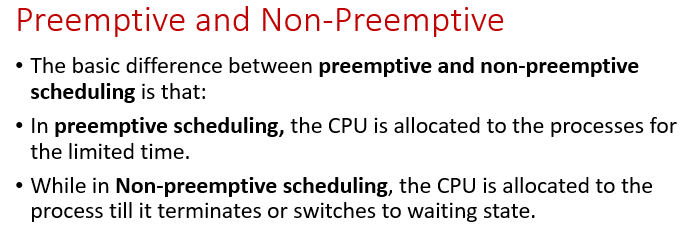 Preemptive and Non-Preemptive
• The basic difference between preemptive and non-preemptive
scheduling is that:
• In preemptive scheduling, the CPU is allocated to the processes for
the limited time.
• While in Non-preemptive scheduling, the CPU is allocated to the
process till it terminates or switches to waiting state.